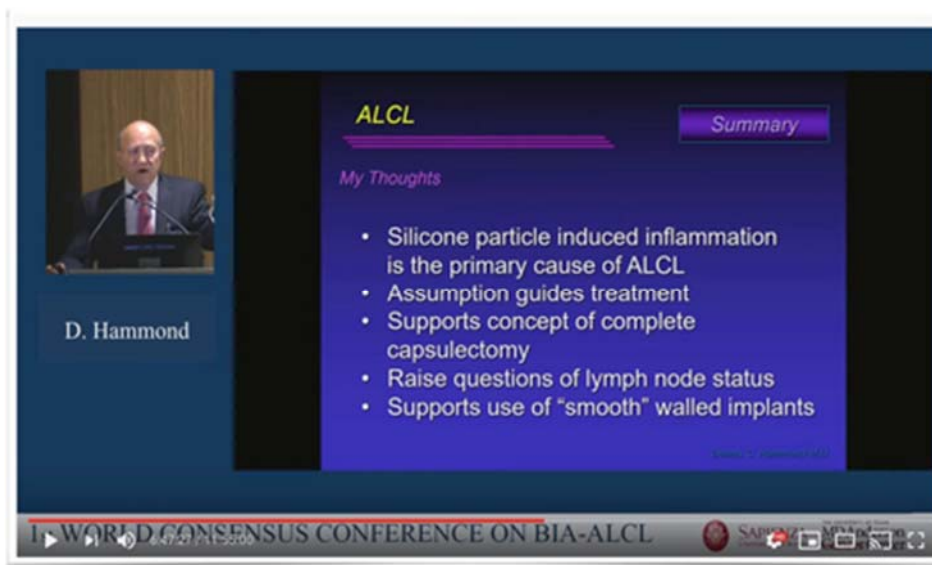 ALCL
Summary
My Thoughts
• Silicone particle induced inflammation
is the primary cause of ALCL
• Assumption guides treatment
• Supports concept of complete
capsulectomy
• Raise questions of lymph node status
• Supports use of “smooth” walled implants
D. Hammond
WORLD CONSENSUS CONFERENCE ON BIA-ALCL